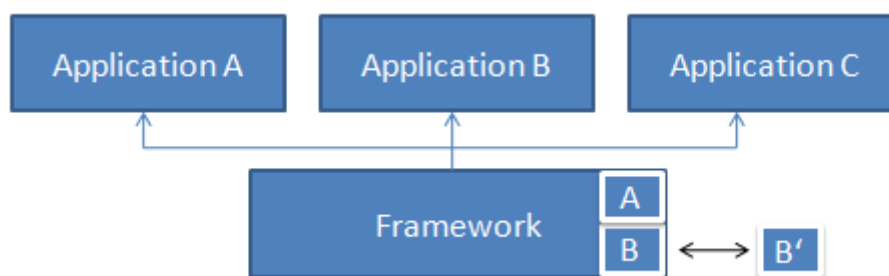 Application A
Application B
Application C
Framework
A
B
B‘